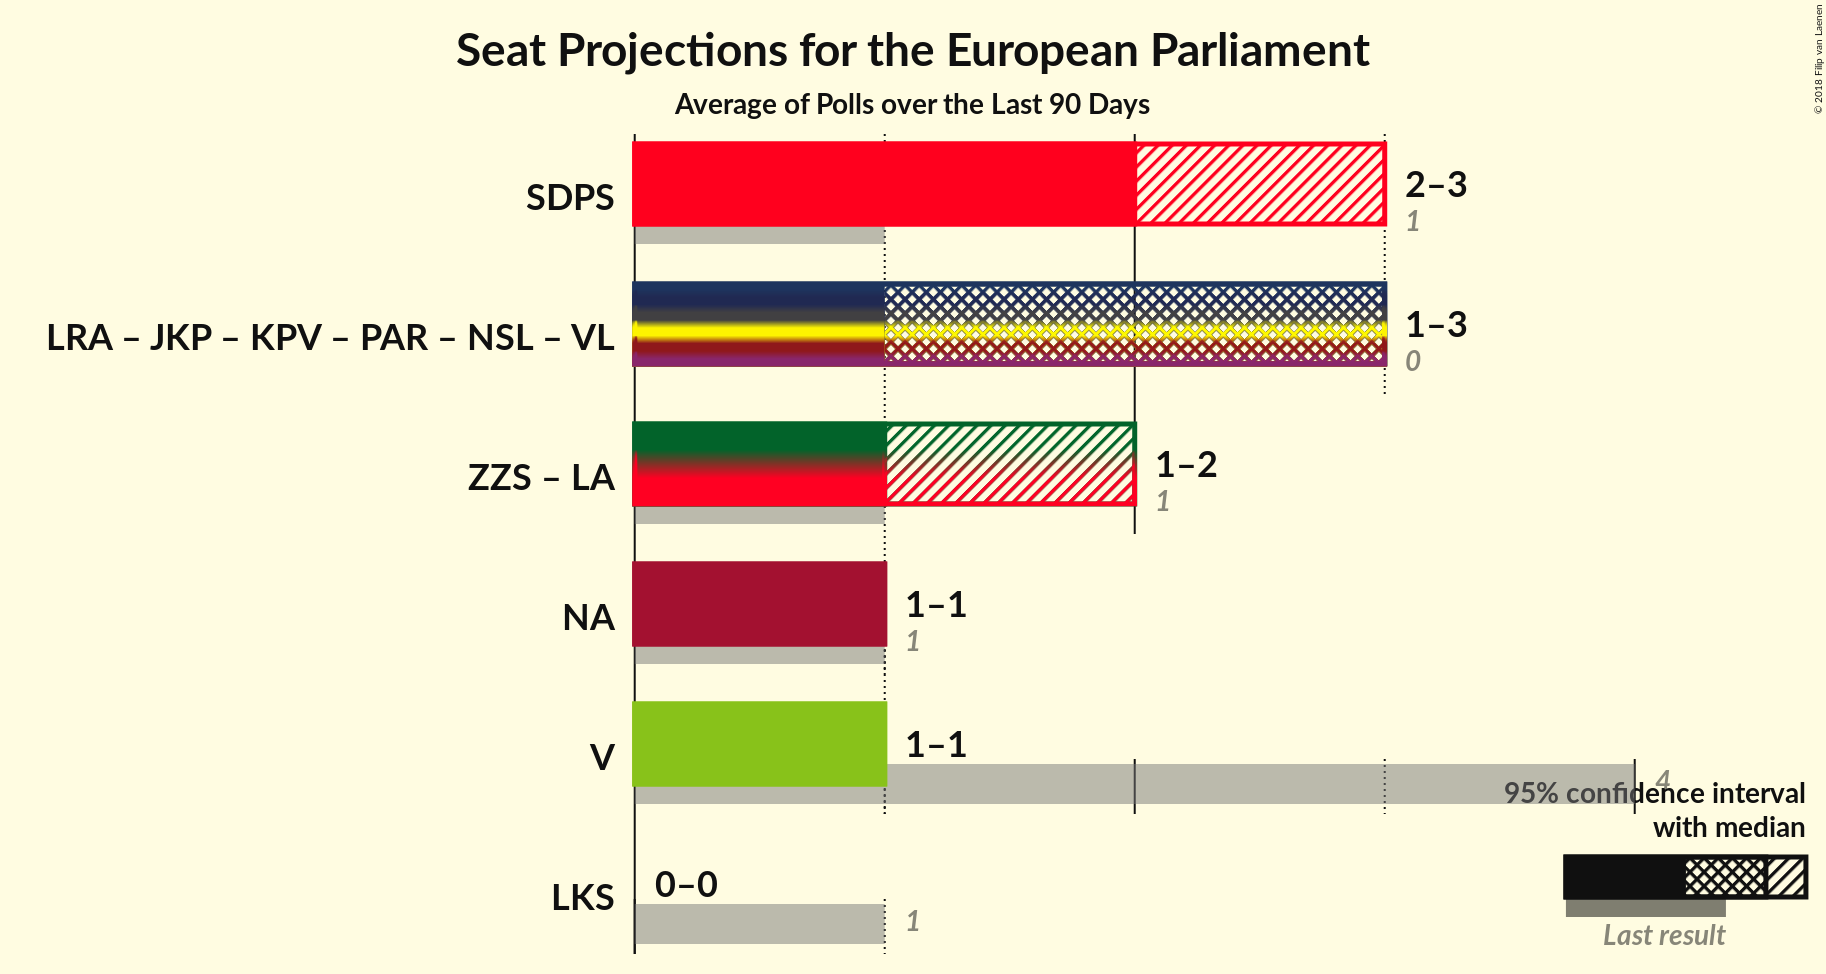 Seat Projections for the European Parliament
Average of Polls over the Last 90 Days
© 2018 Filip van Laenen
SDPS
2–3
1
LRA – JKP – KPV – PAR – NSL – VL
1–3
0
ZZS – LA
1–2
1
NA
1–1
1
V
1–1
4
LKS
0–0
1
95% confidence interval
with median
Last result